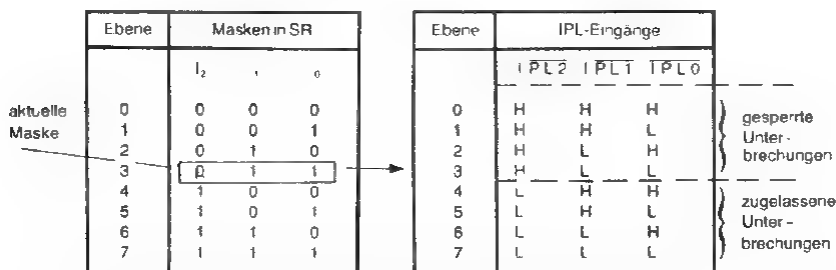 Ebene Masken in SR Ebene IPL-Eingänge
I₂ ₁ ₀ IPL2 IPL1 IPL0
aktuelle Maske
0 0 0 0 0 H H H
1 0 0 1 1 H H L
2 0 1 0 2 H L H
3 0 1 1 3 H L L
gesperrte Unter- brechungen
4 1 0 0 4 L H H
5 1 0 1 5 L H L
6 1 1 0 6 L L H
7 1 1 1 7 L L L
zugelassene Unter- brechungen